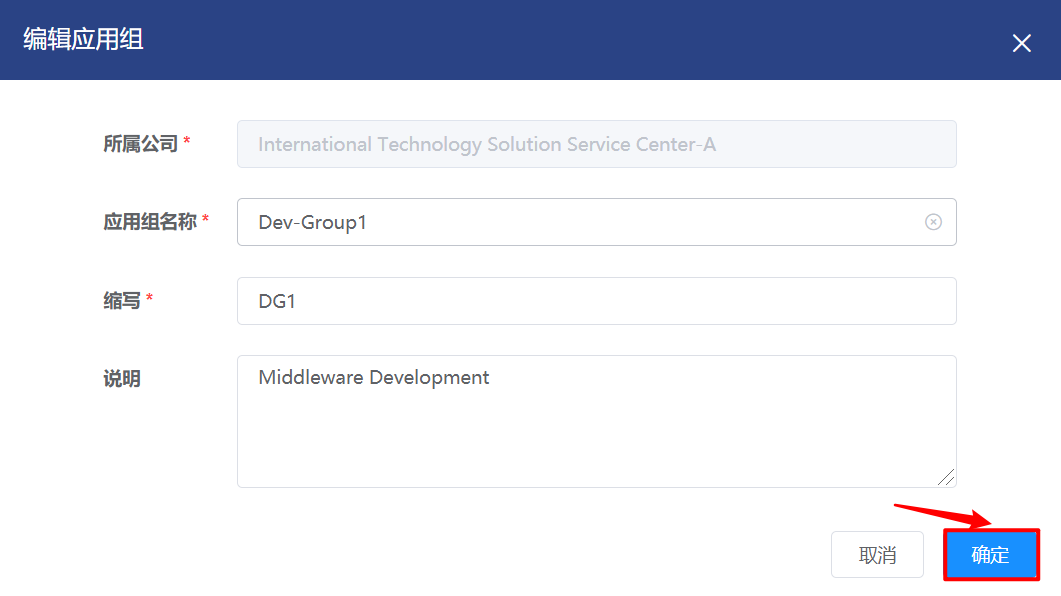 编辑应用组
所属公司 * International Technology Solution Service Center-A
应用组名称 * Dev-Group1
缩写 * DG1
说明 Middleware Development
取消 确定